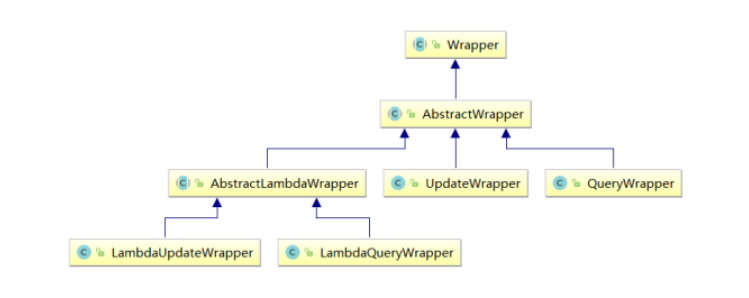 Wrapper
AbstractWrapper
AbstractLambdaWrapper
UpdateWrapper
QueryWrapper
LambdaUpdateWrapper
LambdaQueryWrapper